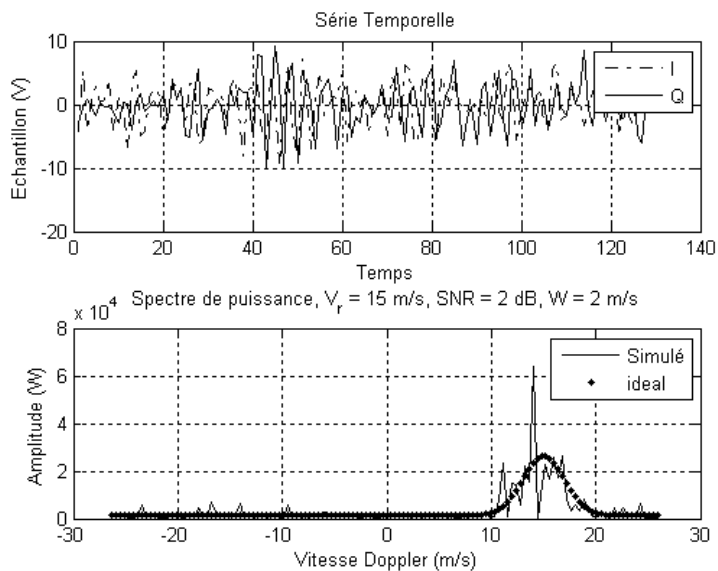 Série Temporelle
10
0
-10
-20
Echantillon (V)
I
Q
0 20 40 60 80 100 120 140
Temps
x 10^4
Spectre de puissance, V_r = 15 m/s, SNR = 2 dB, W = 2 m/s
8
6
4
2
0
Amplitude (W)
Simulé
ideal
-30 -20 -10 0 10 20 30
Vitesse Doppler (m/s)